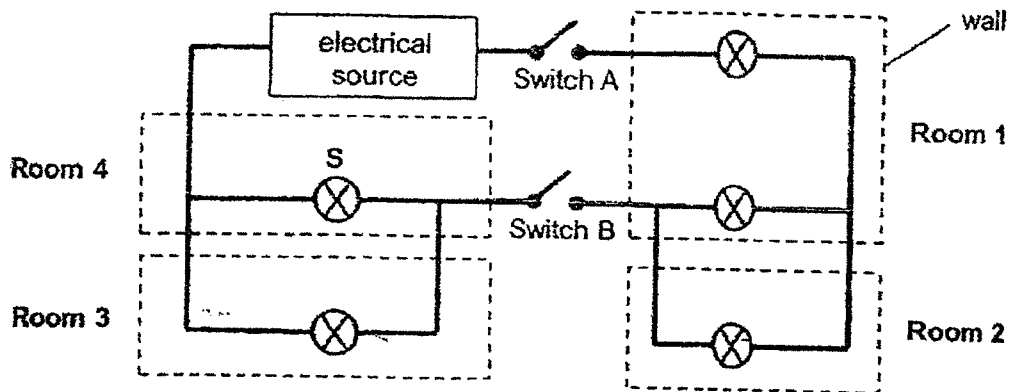 wall
electrical
source
Switch A
Room 1
Room 4
S
Switch B
Room 3
Room 2